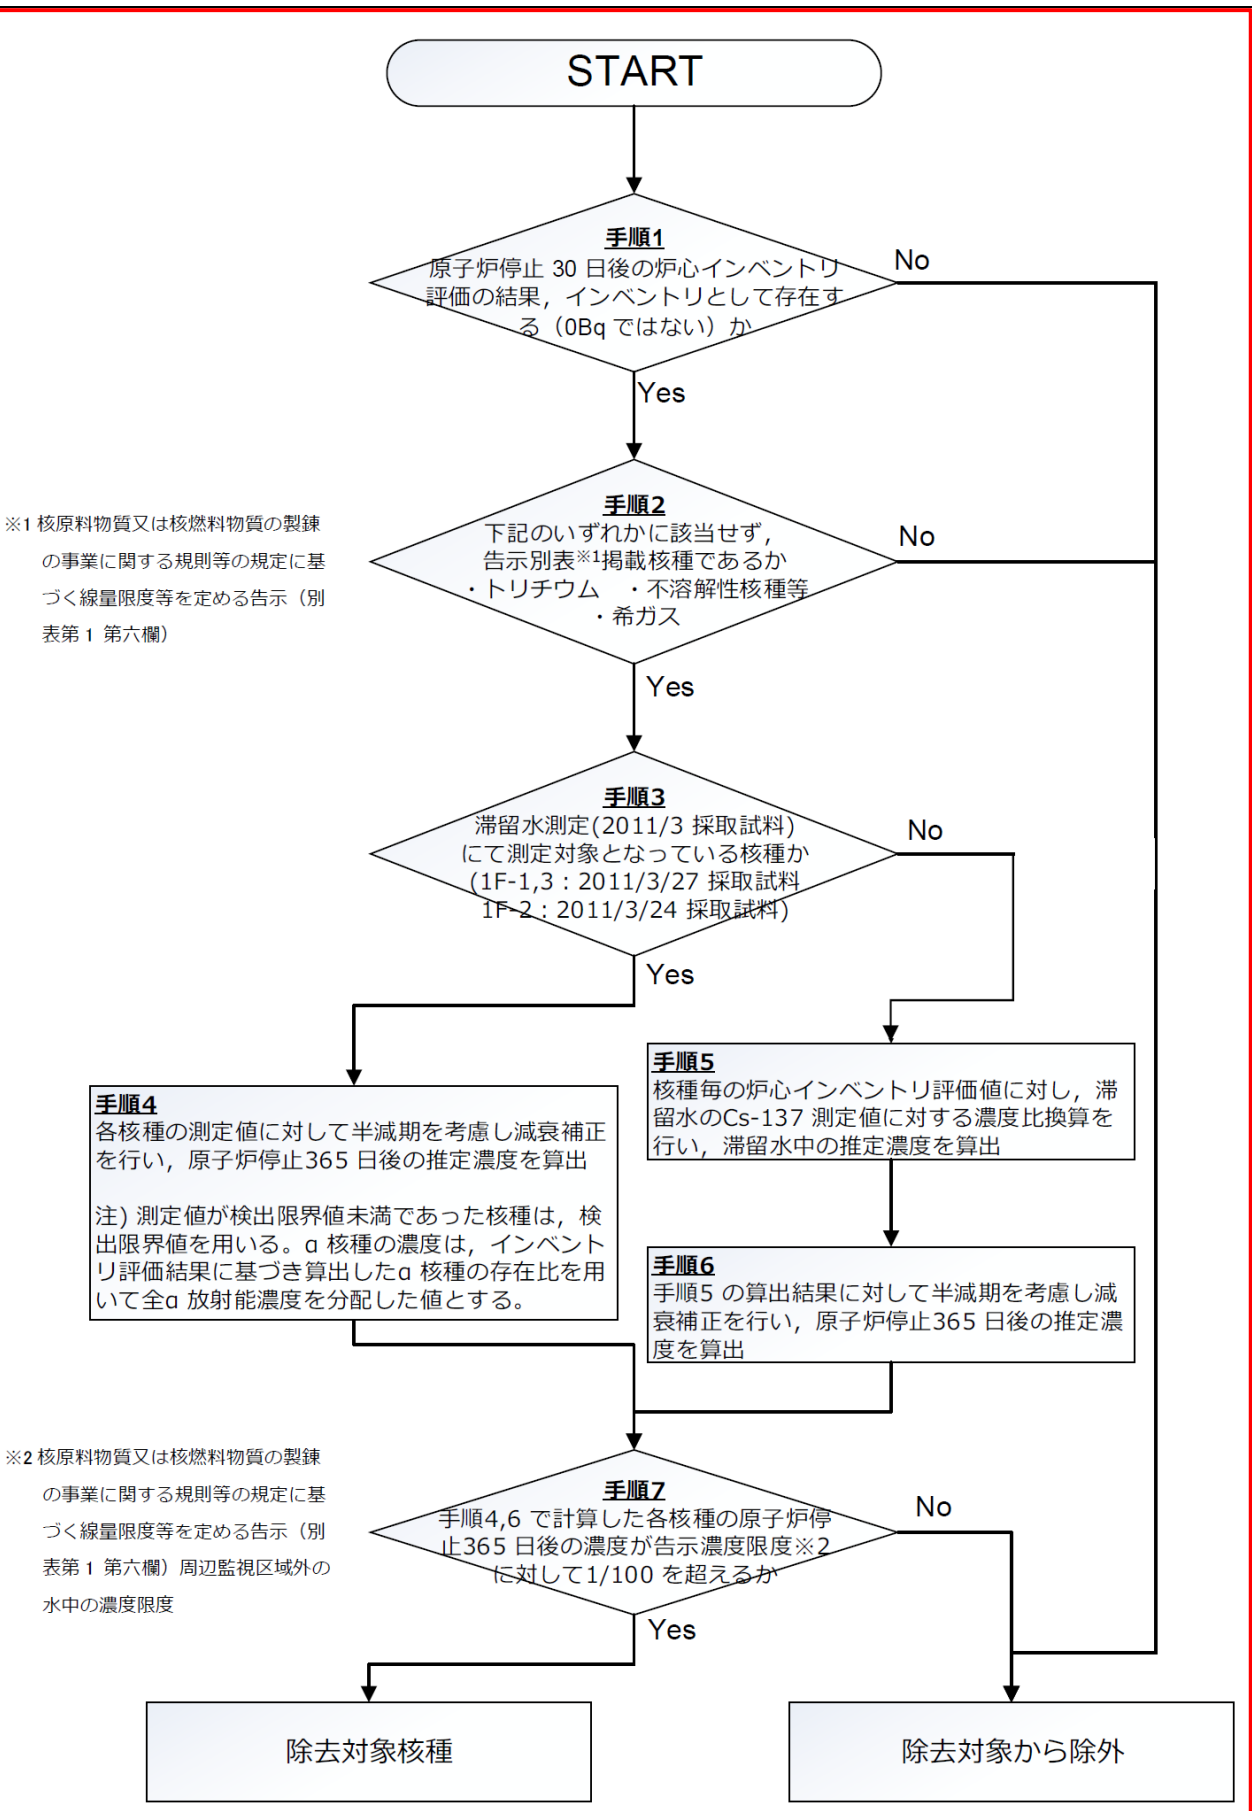 START
手順1
原子炉停止 30 日後の炉心インベントリ
評価の結果，インベントリとして存在す
る（0Bq ではない）か
No
Yes
※1 核原料物質又は核燃料物質の製錬
の事業に関する規則等の規定に基
づく線量限度等を定める告示（別
表第 1 第六欄）
手順2
下記のいずれかに該当せず，
告示別表※1掲載核種であるか
・トリチウム ・不溶解性核種等
・希ガス
No
Yes
手順3
滞留水測定(2011/3 採取試料)
にて測定対象となっている核種か
(1F-1,3：2011/3/27 採取試料
1F-2：2011/3/24 採取試料)
No
Yes
手順4
各核種の測定値に対して半減期を考慮し減衰補正
を行い，原子炉停止365 日後の推定濃度を算出
注) 測定値が検出限界値未満であった核種は，検
出限界値を用いる。α 核種の濃度は，インベント
リ評価結果に基づき算出したα 核種の存在比を用
いて全α 放射能濃度を分配した値とする。
手順5
核種毎の炉心インベントリ評価値に対し，滞
留水のCs-137 測定値に対する濃度比換算を
行い，滞留水中の推定濃度を算出
手順6
手順5 の算出結果に対して半減期を考慮し減
衰補正を行い，原子炉停止365 日後の推定濃
度を算出
※2 核原料物質又は核燃料物質の製錬
の事業に関する規則等の規定に基
づく線量限度等を定める告示（別
表第 1 第六欄）周辺監視区域外の
水中の濃度限度
手順7
手順4,6 で計算した各核種の原子炉停
止365 日後の濃度が告示濃度限度※2
に対して1/100 を超えるか
No
Yes
除去対象核種
除去対象から除外